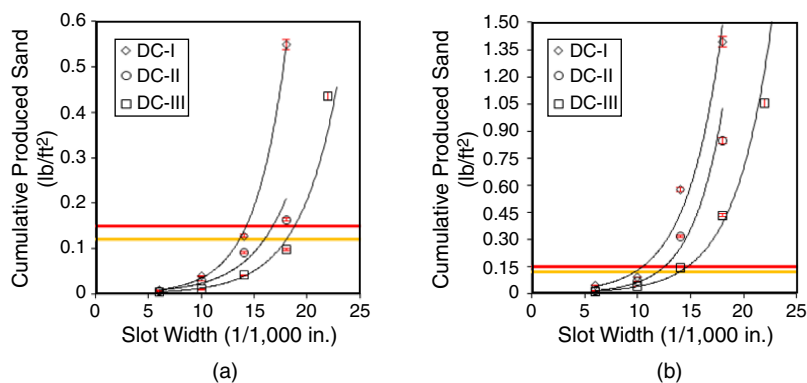 Cumulative Produced Sand
(lb/ft²)
0.6
0.5
0.4
0.3
0.2
0.1
0
DC-I
DC-II
DC-III
0 5 10 15 20 25
Slot Width (1/1,000 in.)
(a)
Cumulative Produced Sand
(lb/ft²)
1.50
1.35
1.20
1.05
0.90
0.75
0.60
0.45
0.30
0.15
0
DC-I
DC-II
DC-III
0 5 10 15 20 25
Slot Width (1/1,000 in.)
(b)